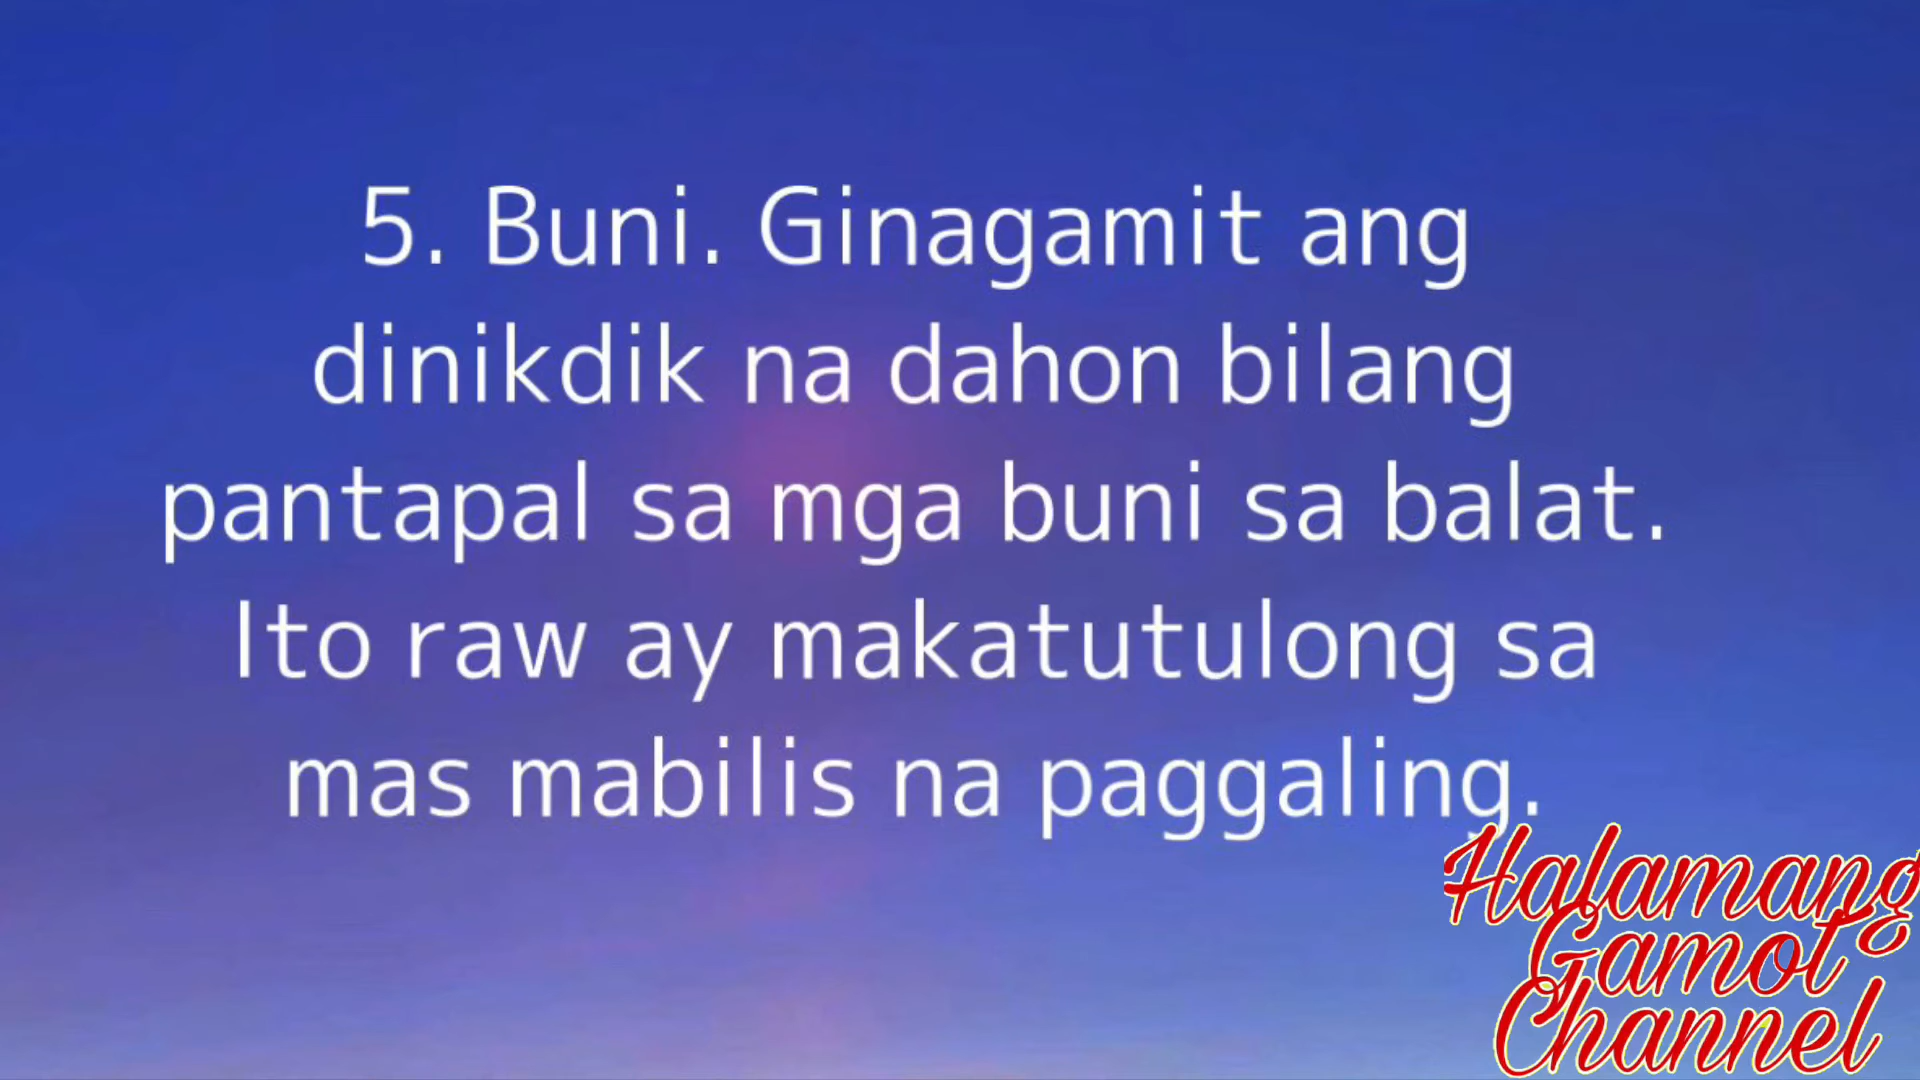 5. Buni. Ginagamit ang
dinikdik na dahon bilang
pantapal sa mga buni sa balat.
Ito raw ay makatutulong sa
mas mabilis na paggaling.
Halamang
Gamot
Channel